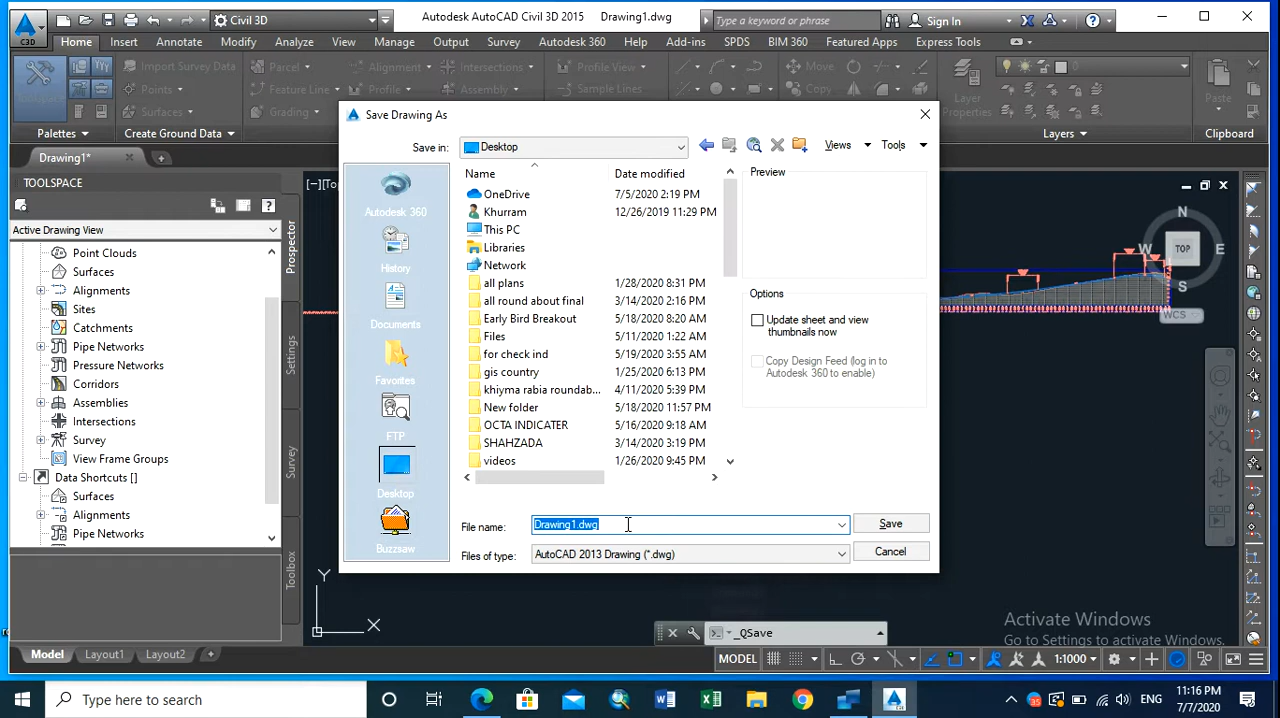 Civil 3D
Autodesk AutoCAD Civil 3D 2015 Drawing1.dwg
Type a keyword or phrase
Sign In
C3D
Home Insert Annotate Modify Analyze View Manage Output Survey Autodesk 360 Help Add-ins SPDS BIM 360 Featured Apps Express Tools
Import Survey Data
Parcel
Alignment
Intersections
Profile View
Move
0
Toolspace
Points
Feature Line
Profile
Assembly
Sample Lines
Copy
Layer
Properties
Paste
Surfaces
Grading
Palettes
Create Ground Data
Layers
Clipboard
Drawing1*
TOOLSPACE
Active Drawing View
Point Clouds
Surfaces
Alignments
Sites
Catchments
Pipe Networks
Pressure Networks
Corridors
Assemblies
Intersections
Survey
View Frame Groups
Data Shortcuts []
Surfaces
Alignments
Pipe Networks
Prospector
Settings
Survey
Toolbox
Save Drawing As
Save in: Desktop
Views
Tools
Autodesk 360
History
Documents
Favorites
FTP
Desktop
Buzzsaw
Name Date modified
OneDrive 7/5/2020 2:19 PM
Khurram 12/26/2019 11:29 PM
This PC
Libraries
Network
all plans 1/28/2020 8:31 PM
all round about final 3/14/2020 2:16 PM
Early Bird Breakout 5/18/2020 8:20 AM
Files 5/11/2020 1:22 AM
for check ind 5/19/2020 3:55 AM
gis country 1/25/2020 6:13 PM
khiyma rabia roundab... 4/11/2020 5:39 PM
New folder 5/18/2020 11:57 PM
OCTA INDICATER 5/16/2020 9:18 AM
SHAHZADA 3/14/2020 3:19 PM
videos 1/26/2020 9:45 PM
Preview
Options
Update sheet and view
thumbnails now
Copy Design Feed (log in to
Autodesk 360 to enable)
File name: Drawing1.dwg
Save
Files of type: AutoCAD 2013 Drawing (*.dwg)
Cancel
N
W TOP E
S
WCS
Y
X
_QSave
Activate Windows
Go to Settings to activate Windows.
Model Layout1 Layout2
MODEL
1:1000
Type here to search
ENG
11:16 PM
7/7/2020